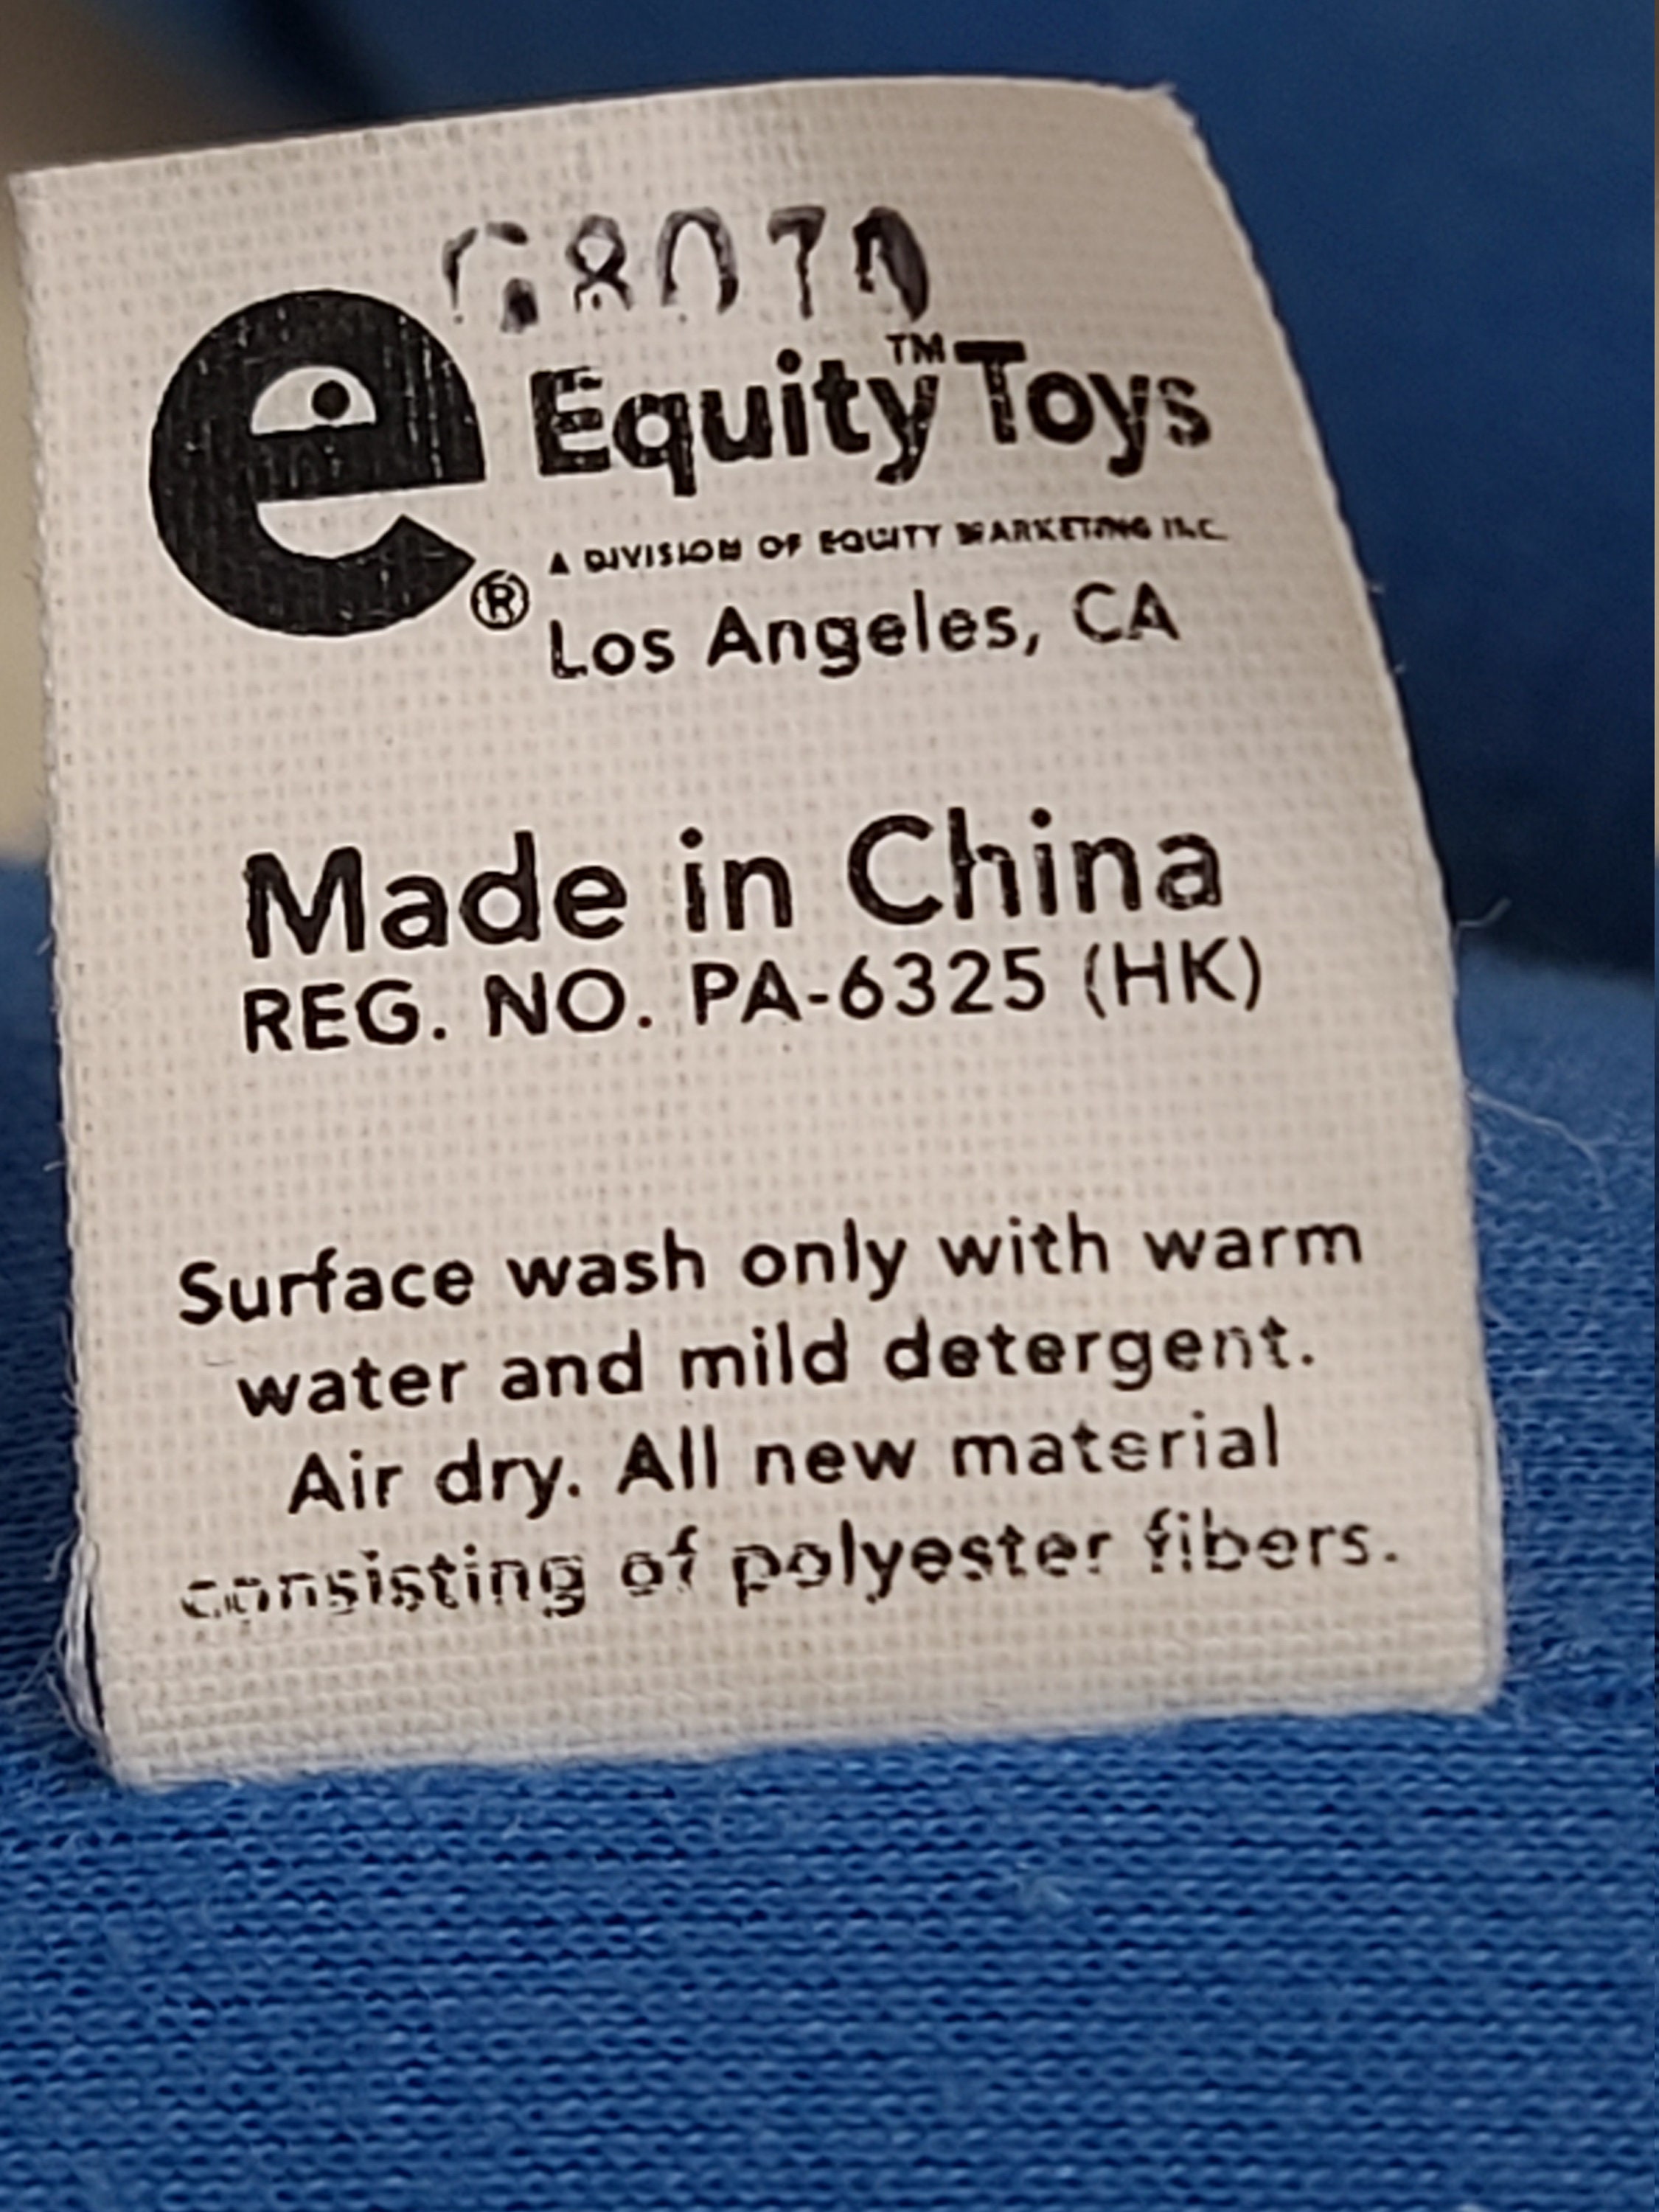 Equity™ Toys
A DIVISION OF EQUITY MARKETING INC.
®
Los Angeles, CA
Made in China
REG. NO. PA-6325 (HK)
Surface wash only with warm
water and mild detergent.
Air dry. All new material
consisting of polyester fibers.